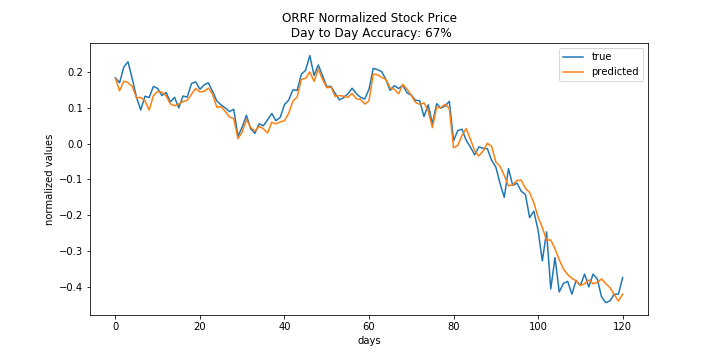 ORRF Normalized Stock Price
Day to Day Accuracy: 67%
true
predicted
normalized values
0.2
0.1
0.0
−0.1
−0.2
−0.3
−0.4
0
20
40
60
80
100
120
days